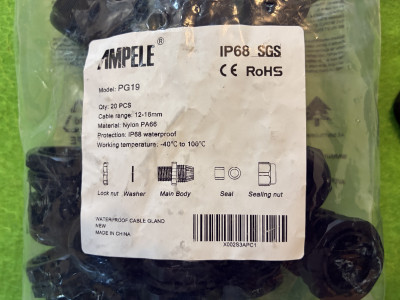 AMPELE®
IP68 SGS
CE RoHS
Model: PG19
Qty: 20 PCS
Cable range: 12-16mm
Material: Nylon PA66
Protection: IP68 waterproof
Working temperature: -40℃ to 100℃
Lock nut Washer Main Body Seal Sealing nut
WATERPROOF CABLE GLAND
NEW
MADE IN CHINA
X002S3APC1